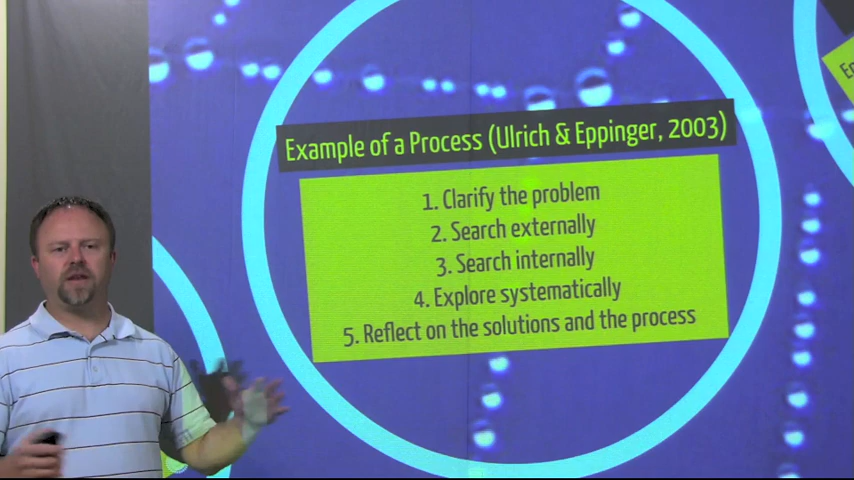 Example of a Process (Ulrich & Eppinger, 2003)
1. Clarify the problem
2. Search externally
3. Search internally
4. Explore systematically
5. Reflect on the solutions and the process